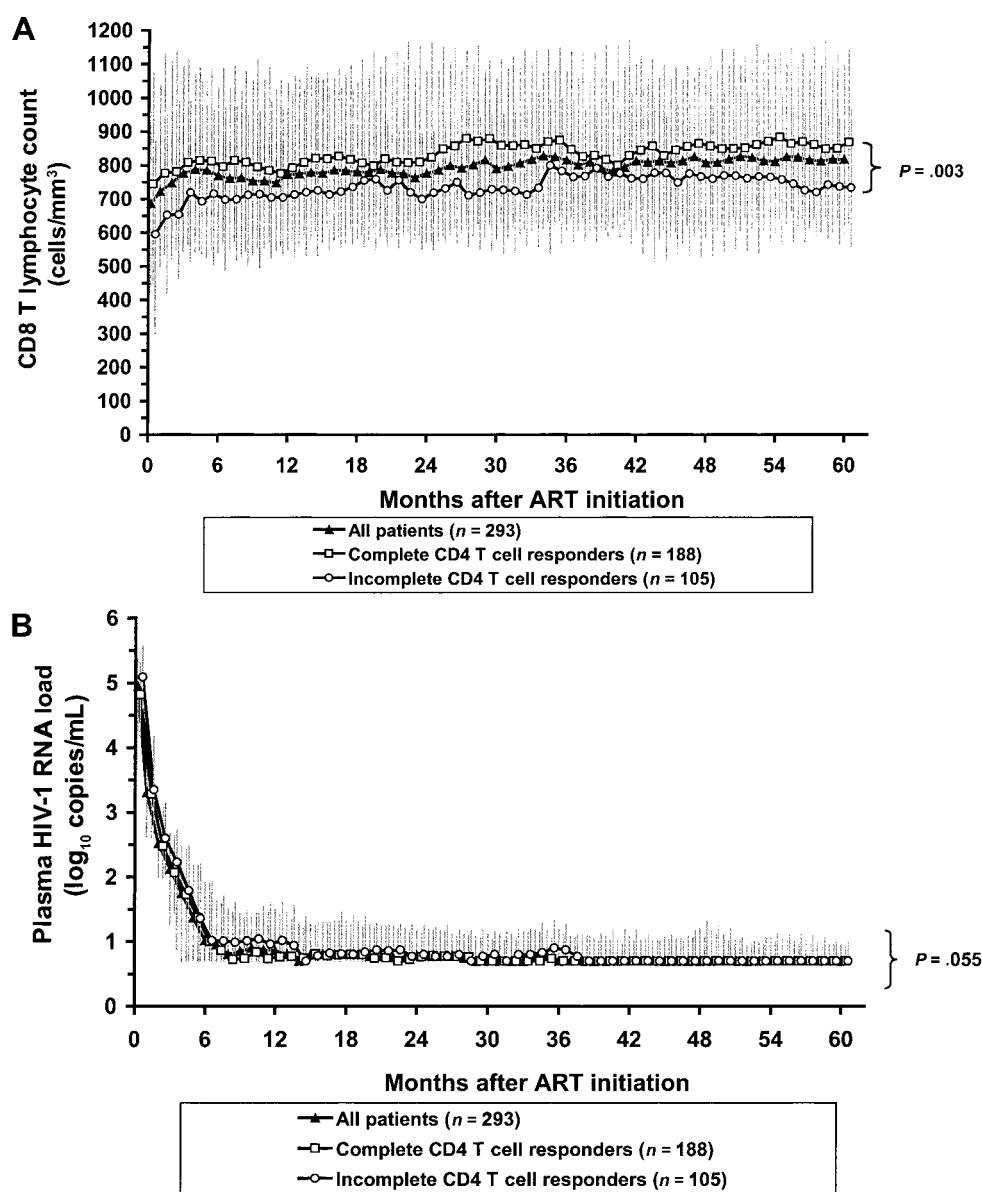 A
1200
1100
1000
900
800
700
600
500
400
300
200
100
0
CD8 T lymphocyte count
(cells/mm³)
P = .003
0 6 12 18 24 30 36 42 48 54 60
Months after ART initiation
All patients (n = 293)
Complete CD4 T cell responders (n = 188)
Incomplete CD4 T cell responders (n = 105)
B
6
5
4
3
2
1
0
Plasma HIV-1 RNA load
(log₁₀ copies/mL)
P = .055
0 6 12 18 24 30 36 42 48 54 60
Months after ART initiation
All patients (n = 293)
Complete CD4 T cell responders (n = 188)
Incomplete CD4 T cell responders (n = 105)